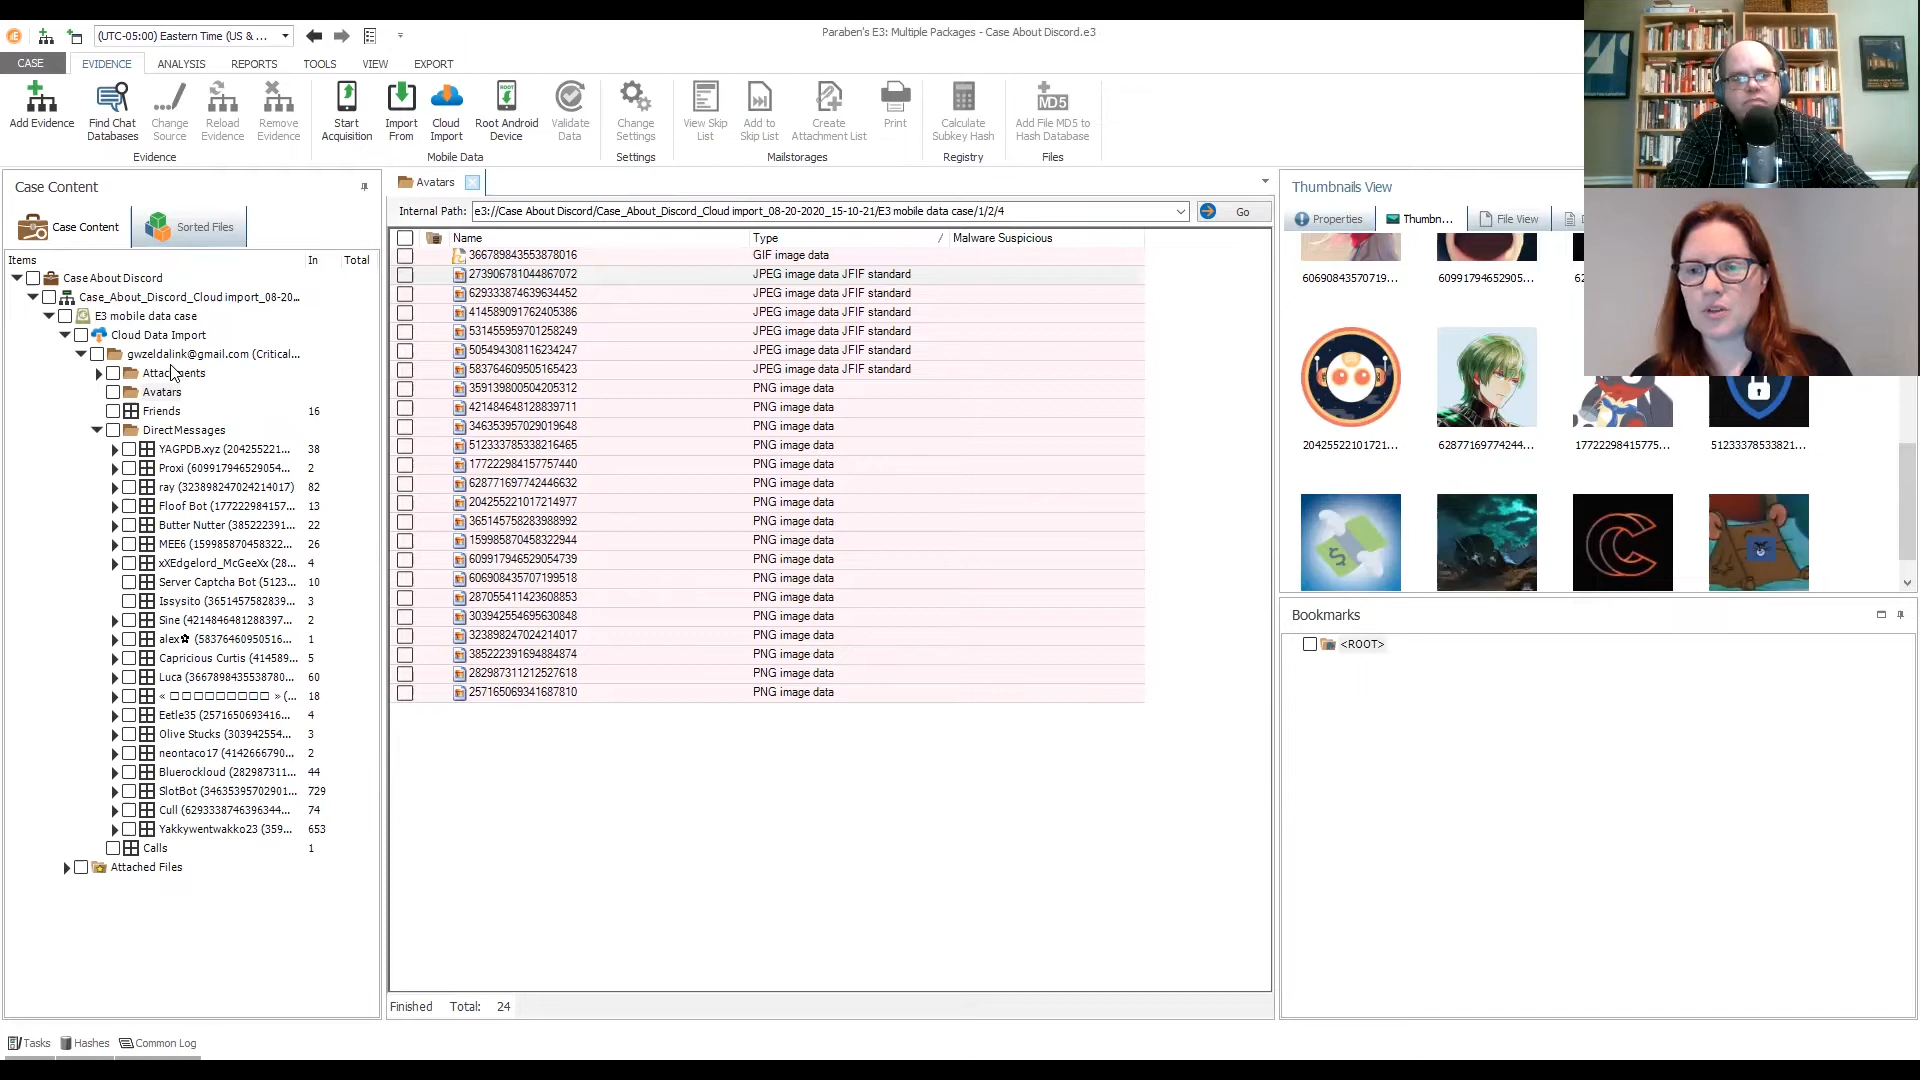 (UTC-05:00) Eastern Time (US & ...
Paraben's E3: Multiple Packages - Case About Discord.e3
CASE EVIDENCE ANALYSIS REPORTS TOOLS VIEW EXPORT
Add Evidence
Find Chat Databases
Change Source
Reload Evidence
Remove Evidence
Start Acquisition
Import From
Cloud Import
ROOT
Root Android Device
Validate Data
Change Settings
View Skip List
Add to Skip List
Create Attachment List
Print
Calculate Subkey Hash
MD5
Add File MD5 to Hash Database
Evidence Mobile Data Settings Mailstorages Registry Files
Case Content
Case Content Sorted Files
Items In Total
Case About Discord
Case_About_Discord_Cloud import_08-20...
E3 mobile data case
Cloud Data Import
gwzeldalink@gmail.com (Critical...
Attachments
Avatars
Friends 16
DirectMessages
YAGPDB.xyz (204255221... 38
Proxi (609917946529054... 2
ray (323898247024214017) 82
Floof Bot (177222984157... 13
Butter Nutter (385222391... 22
MEE6 (159985870458322... 26
xXEdgelord_McGeeXx (28... 4
Server Captcha Bot (5123... 10
Issysito (3651457582839... 3
Sine (4214846481288397... 2
alex✿ (58376460950516... 1
Capricious Curtis (414589... 5
Luca (3667898435538780... 60
« □□□□□□□□□ » (... 18
Eetle35 (2571650693416... 4
Olive Stucks (303942554... 3
neontaco17 (4142666790... 2
Bluerockloud (282987311... 44
SlotBot (34635395702901... 729
Cull (6293338746396344... 74
Yakkywentwakko23 (359... 653
Calls 1
Attached Files
Avatars
Internal Path: e3://Case About Discord/Case_About_Discord_Cloud import_08-20-2020_15-10-21/E3 mobile data case/1/2/4 Go
Name Type / Malware Suspicious
366789843553878016 GIF image data
273906781044867072 JPEG image data JFIF standard
629333874639634452 JPEG image data JFIF standard
414589091762405386 JPEG image data JFIF standard
531455959701258249 JPEG image data JFIF standard
505494308116234247 JPEG image data JFIF standard
583764609505165423 JPEG image data JFIF standard
359139800504205312 PNG image data
421484648128839711 PNG image data
346353957029019648 PNG image data
512333785338216465 PNG image data
177222984157757440 PNG image data
628771697742446632 PNG image data
204255221017214977 PNG image data
365145758283988992 PNG image data
159985870458322944 PNG image data
609917946529054739 PNG image data
606908435707199518 PNG image data
287055411423608853 PNG image data
303942554695630848 PNG image data
323898247024214017 PNG image data
385222391694884874 PNG image data
282987311212527618 PNG image data
257165069341687810 PNG image data
Finished Total: 24
Thumbnails View
Properties Thumbn... File View
60690843570719... 60991794652905...
20425522101721... 62877169774244... 17722298415775... 51233378533821...
Bookmarks
<ROOT>
Tasks Hashes Common Log